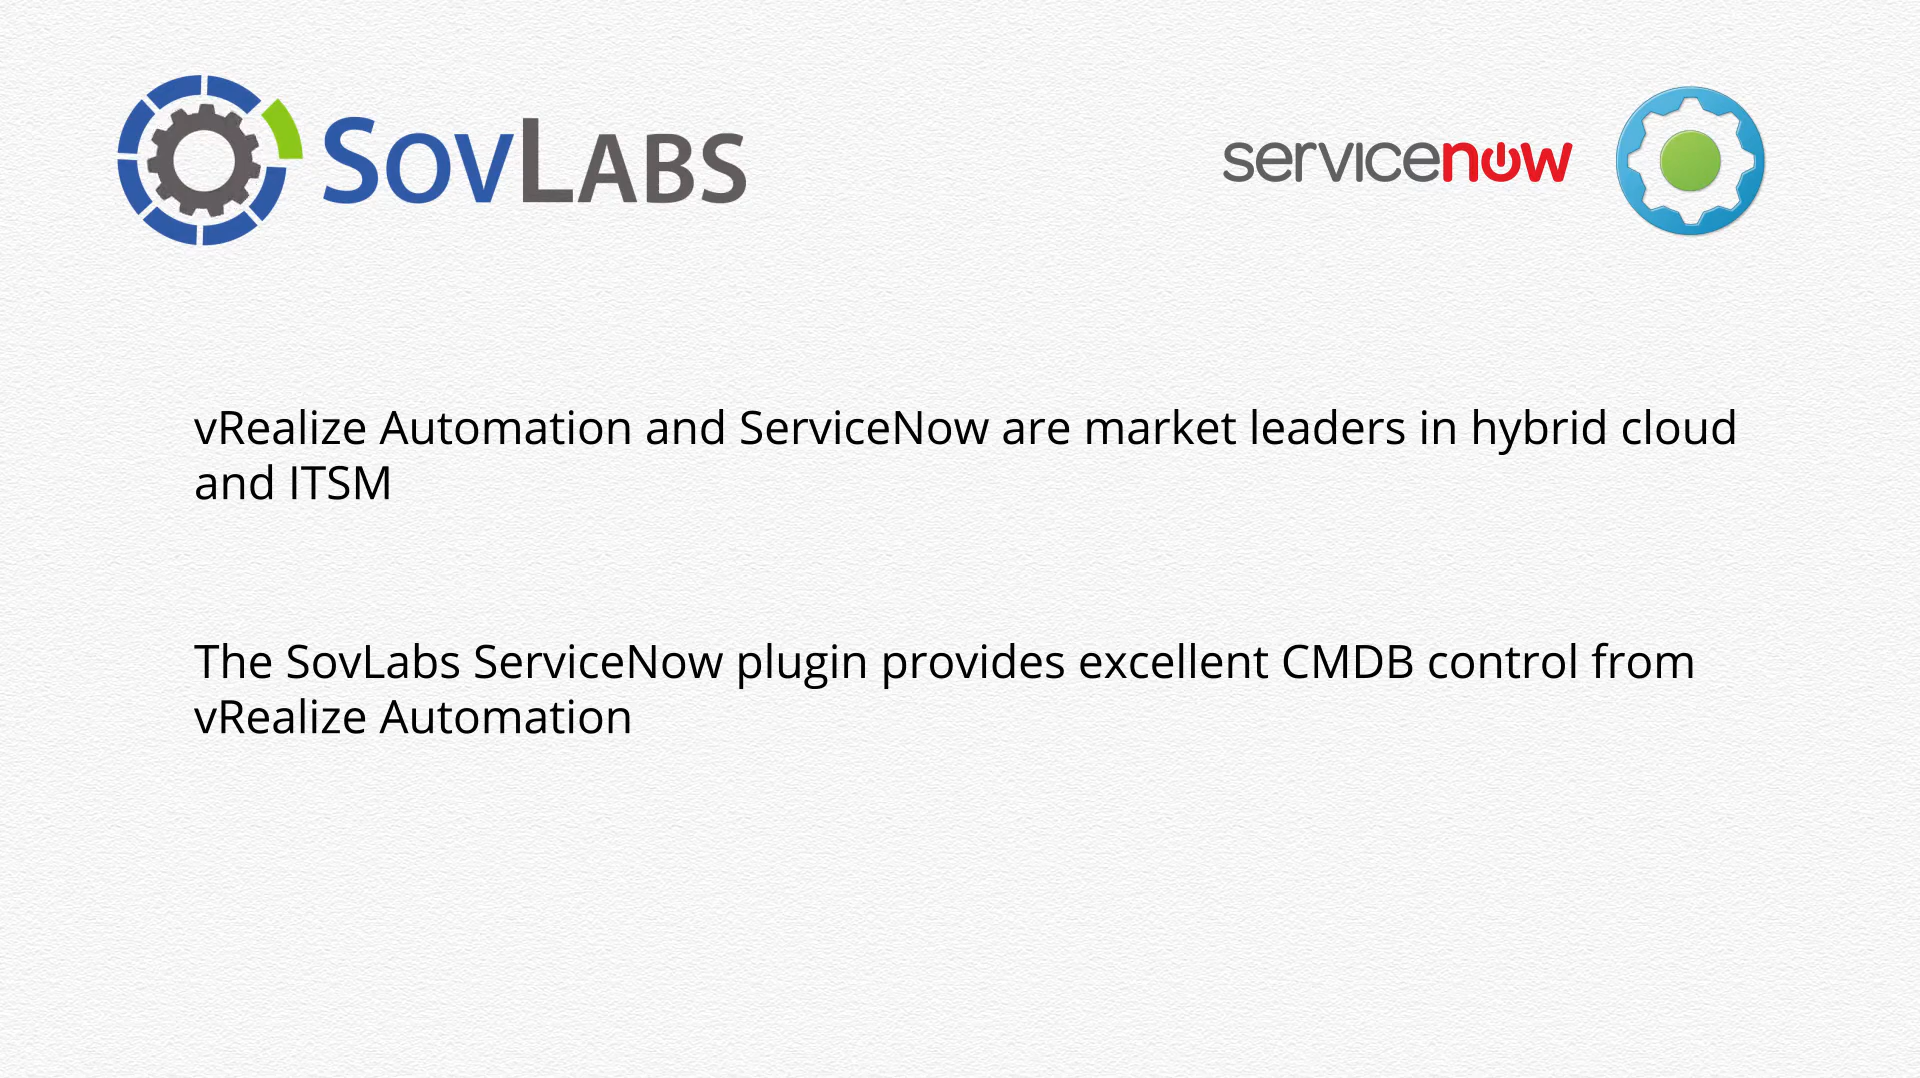 SOVLABS
servicenow
vRealize Automation and ServiceNow are market leaders in hybrid cloud
and ITSM
The SovLabs ServiceNow plugin provides excellent CMDB control from
vRealize Automation